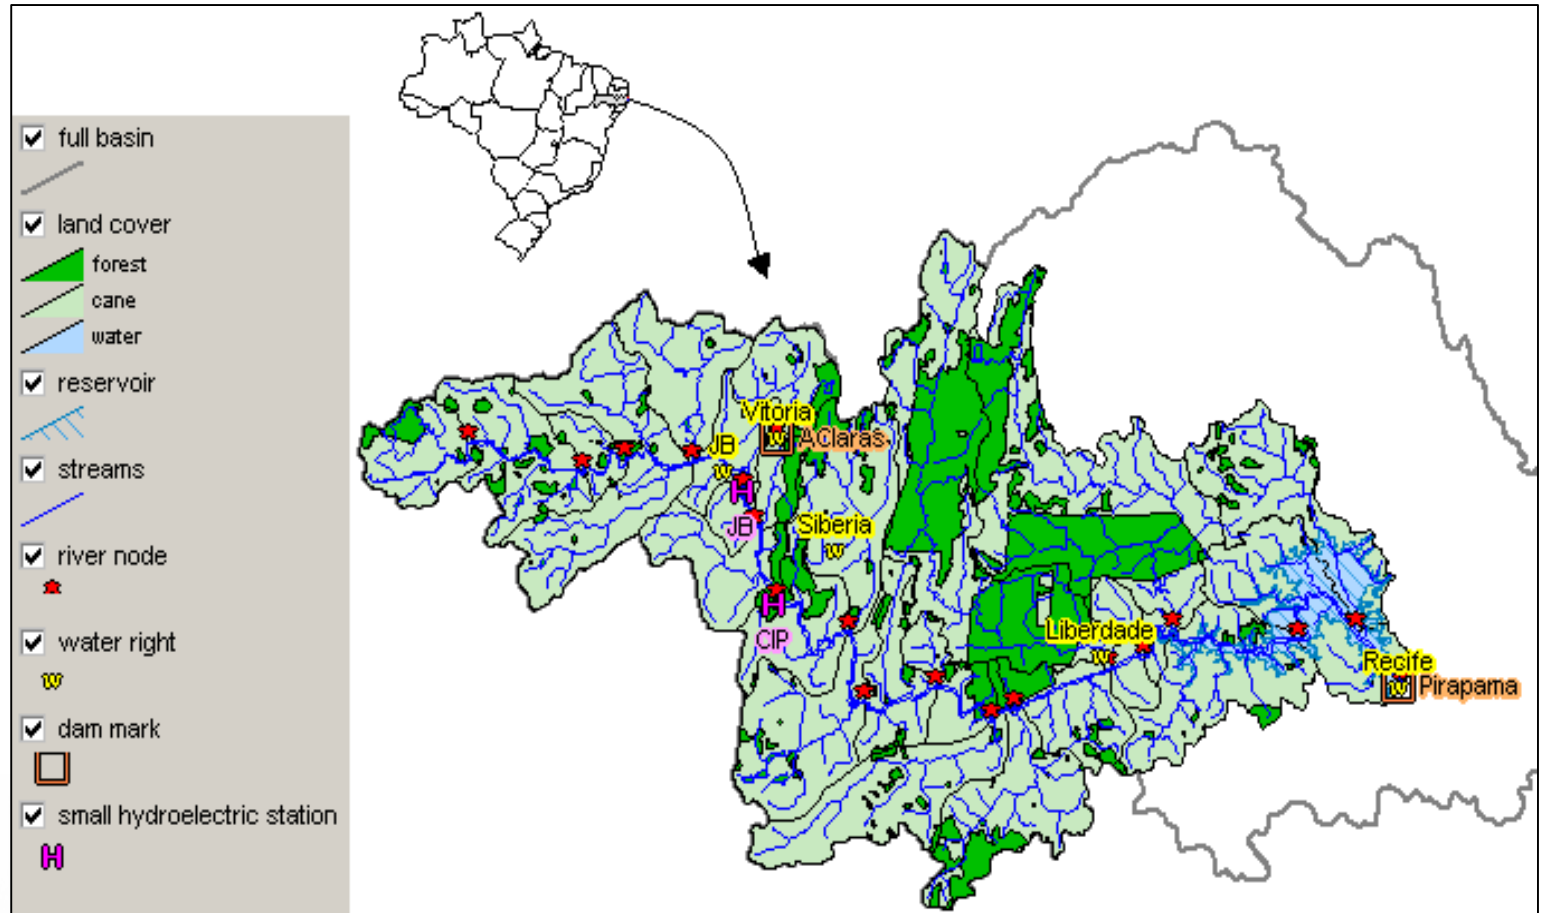 full basin
land cover
forest
cane
water
reservoir
streams
river node
water right
w
dam mark
small hydroelectric station
H
Vitoria
w
AClaras
JB
w
H
JB
Siberia
w
H
CIP
Liberdade
w
Recife
w
Pirapama